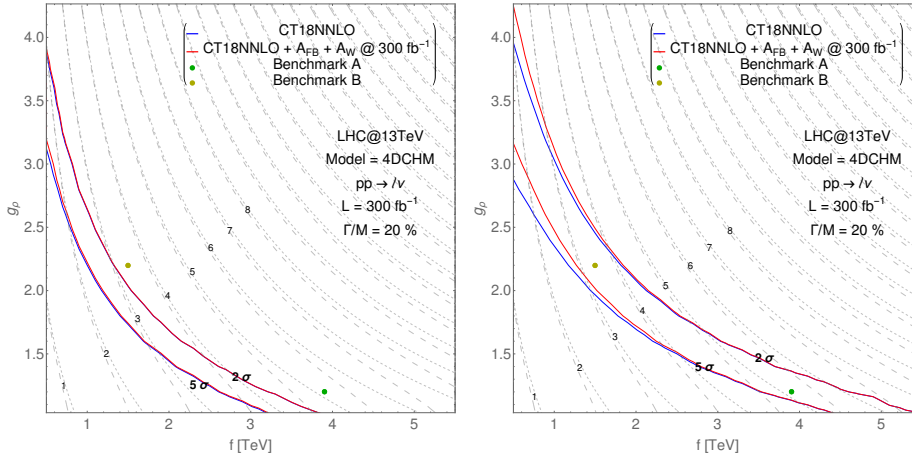 4.0
3.5
3.0
2.5
2.0
1.5
gρ
CT18NNLO
CT18NNLO + A_FB + A_W @ 300 fb⁻¹
Benchmark A
Benchmark B
LHC@13TeV
Model = 4DCHM
pp → lν
L = 300 fb⁻¹
Γ/M = 20 %
8
7
6
5
4
3
2
1
2 σ
5 σ
1
2
3
4
5
f [TeV]
4.0
3.5
3.0
2.5
2.0
1.5
gρ
CT18NNLO
CT18NNLO + A_FB + A_W @ 300 fb⁻¹
Benchmark A
Benchmark B
LHC@13TeV
Model = 4DCHM
pp → lν
L = 300 fb⁻¹
Γ/M = 20 %
8
7
6
5
4
3
2
1
2 σ
5 σ
1
2
3
4
5
f [TeV]